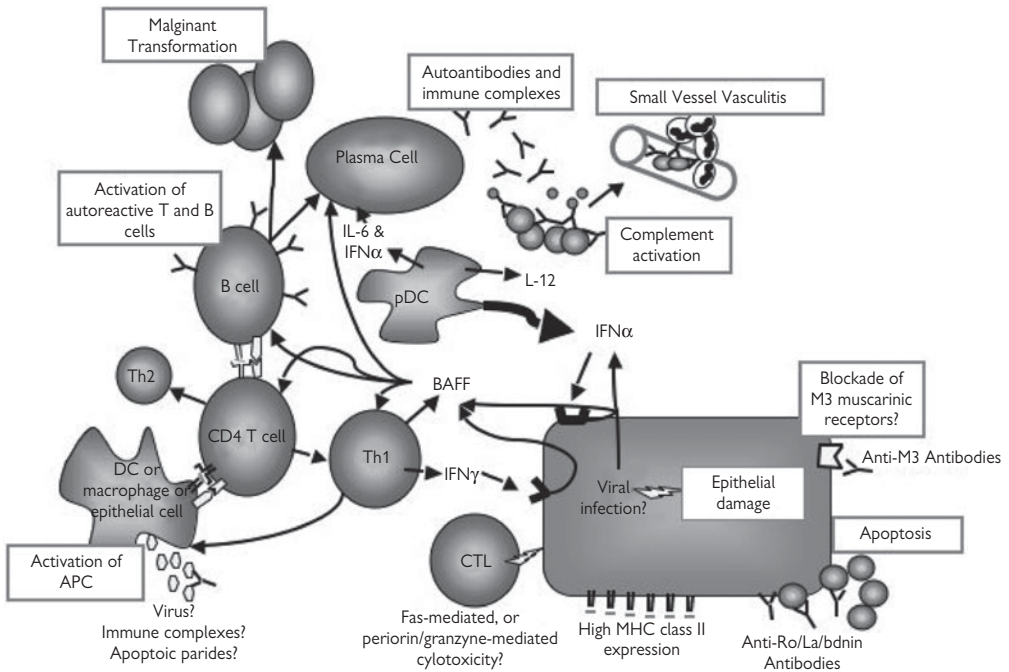 Malginant
Transformation
Autoantibodies and
immune complexes
Small Vessel Vasculitis
Plasma Cell
Activation of
autoreactive T and B
cells
IL-6 &
IFNα
Complement
activation
B cell
pDC
L-12
IFNα
Th2
BAFF
Blockade of
M3 muscarinic
receptors?
CD4 T cell
Th1
Anti-M3 Antibodies
DC or
macrophage or
epithelial cell
IFNγ
Viral
infection?
Epithelial
damage
Activation of
APC
CTL
Apoptosis
Virus?
Immune complexes?
Apoptoic parides?
Fas-mediated, or
periorin/granzyne-mediated
cylotoxicity?
High MHC class II
expression
Anti-Ro/La/bdnin
Antibodies